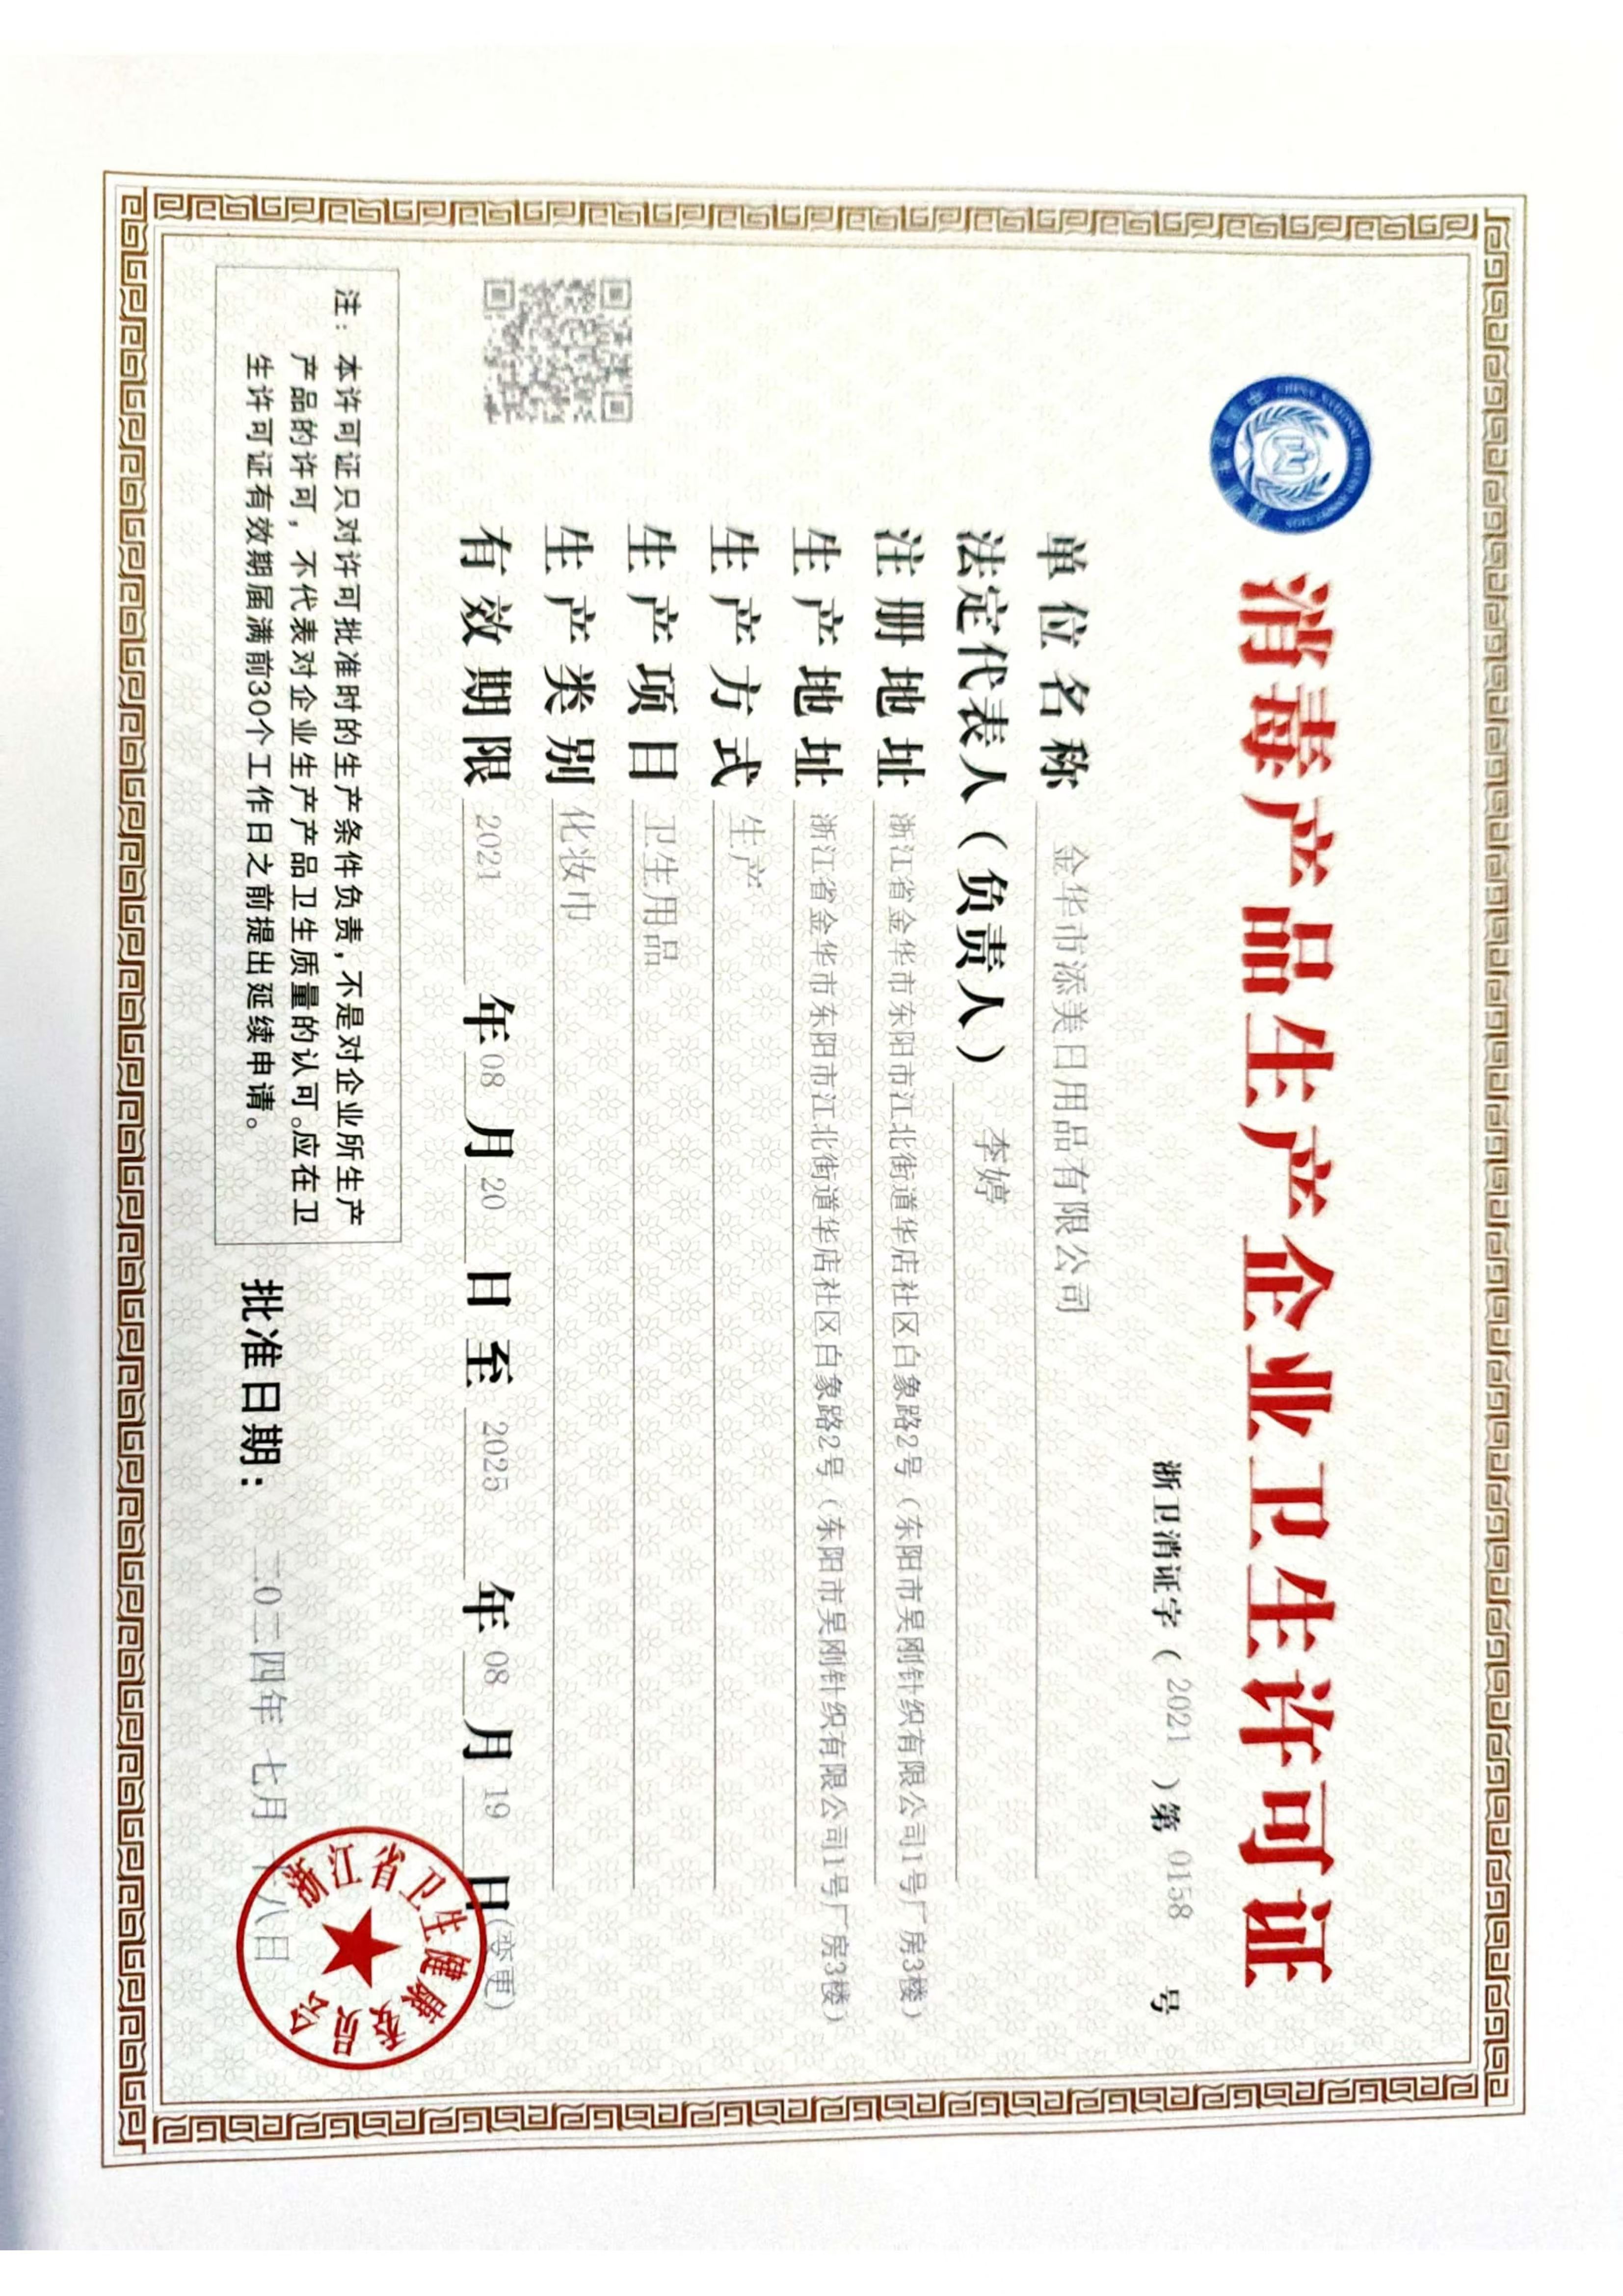 消毒产品生产企业卫生许可证
浙卫消证字（2021）第 0158 号
单位名称 金华市添美日用品有限公司
法定代表人（负责人） 李婷
注册地址 浙江省金华市东阳市江北街道华店社区白象路2号（东阳市吴刚针织有限公司1号厂房3楼）
生产地址 浙江省金华市东阳市江北街道华店社区白象路2号（东阳市吴刚针织有限公司1号厂房3楼）
生产方式 生产
生产项目 卫生用品
生产类别 化妆巾
有效期限 2021 年 08 月 20 日至 2025 年 08 月 19 日（变更）
注：本许可证只对许可批准时的生产条件负责，不是对企业所生产
产品的许可，不代表对企业生产产品卫生质量的认可。应在卫
生许可证有效期届满前30个工作日之前提出延续申请。
批准日期：二0二四年 七月 十八日
浙江省卫生健康委员会